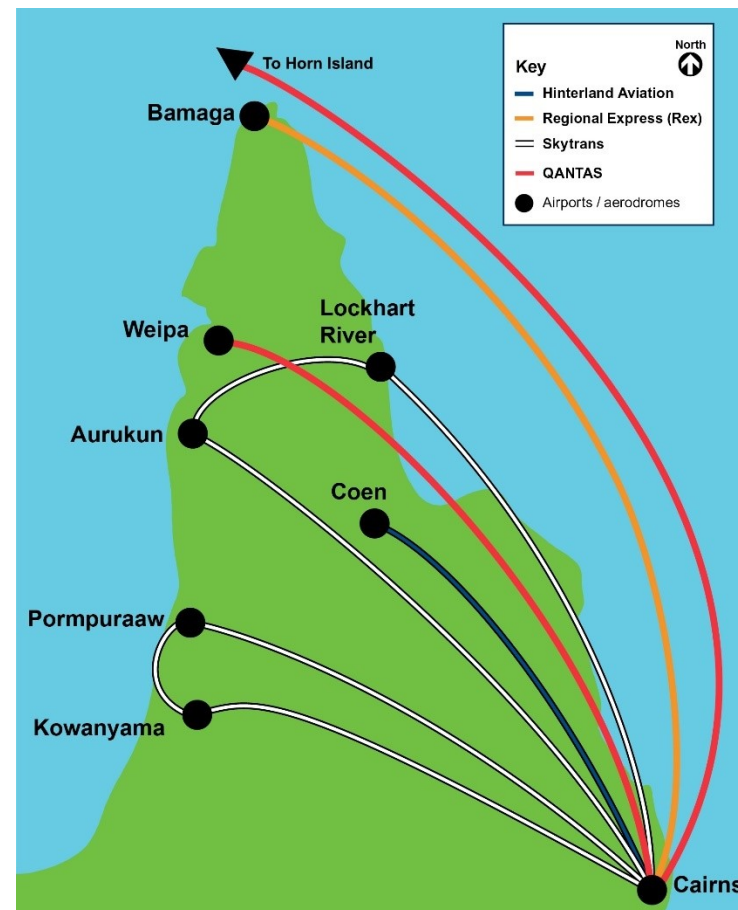 To Horn Island
Bamaga
North
Key
Hinterland Aviation
Regional Express (Rex)
Skytrans
QANTAS
Airports / aerodromes
Lockhart
River
Weipa
Aurukun
Coen
Pormpuraaw
Kowanyama
Cairns